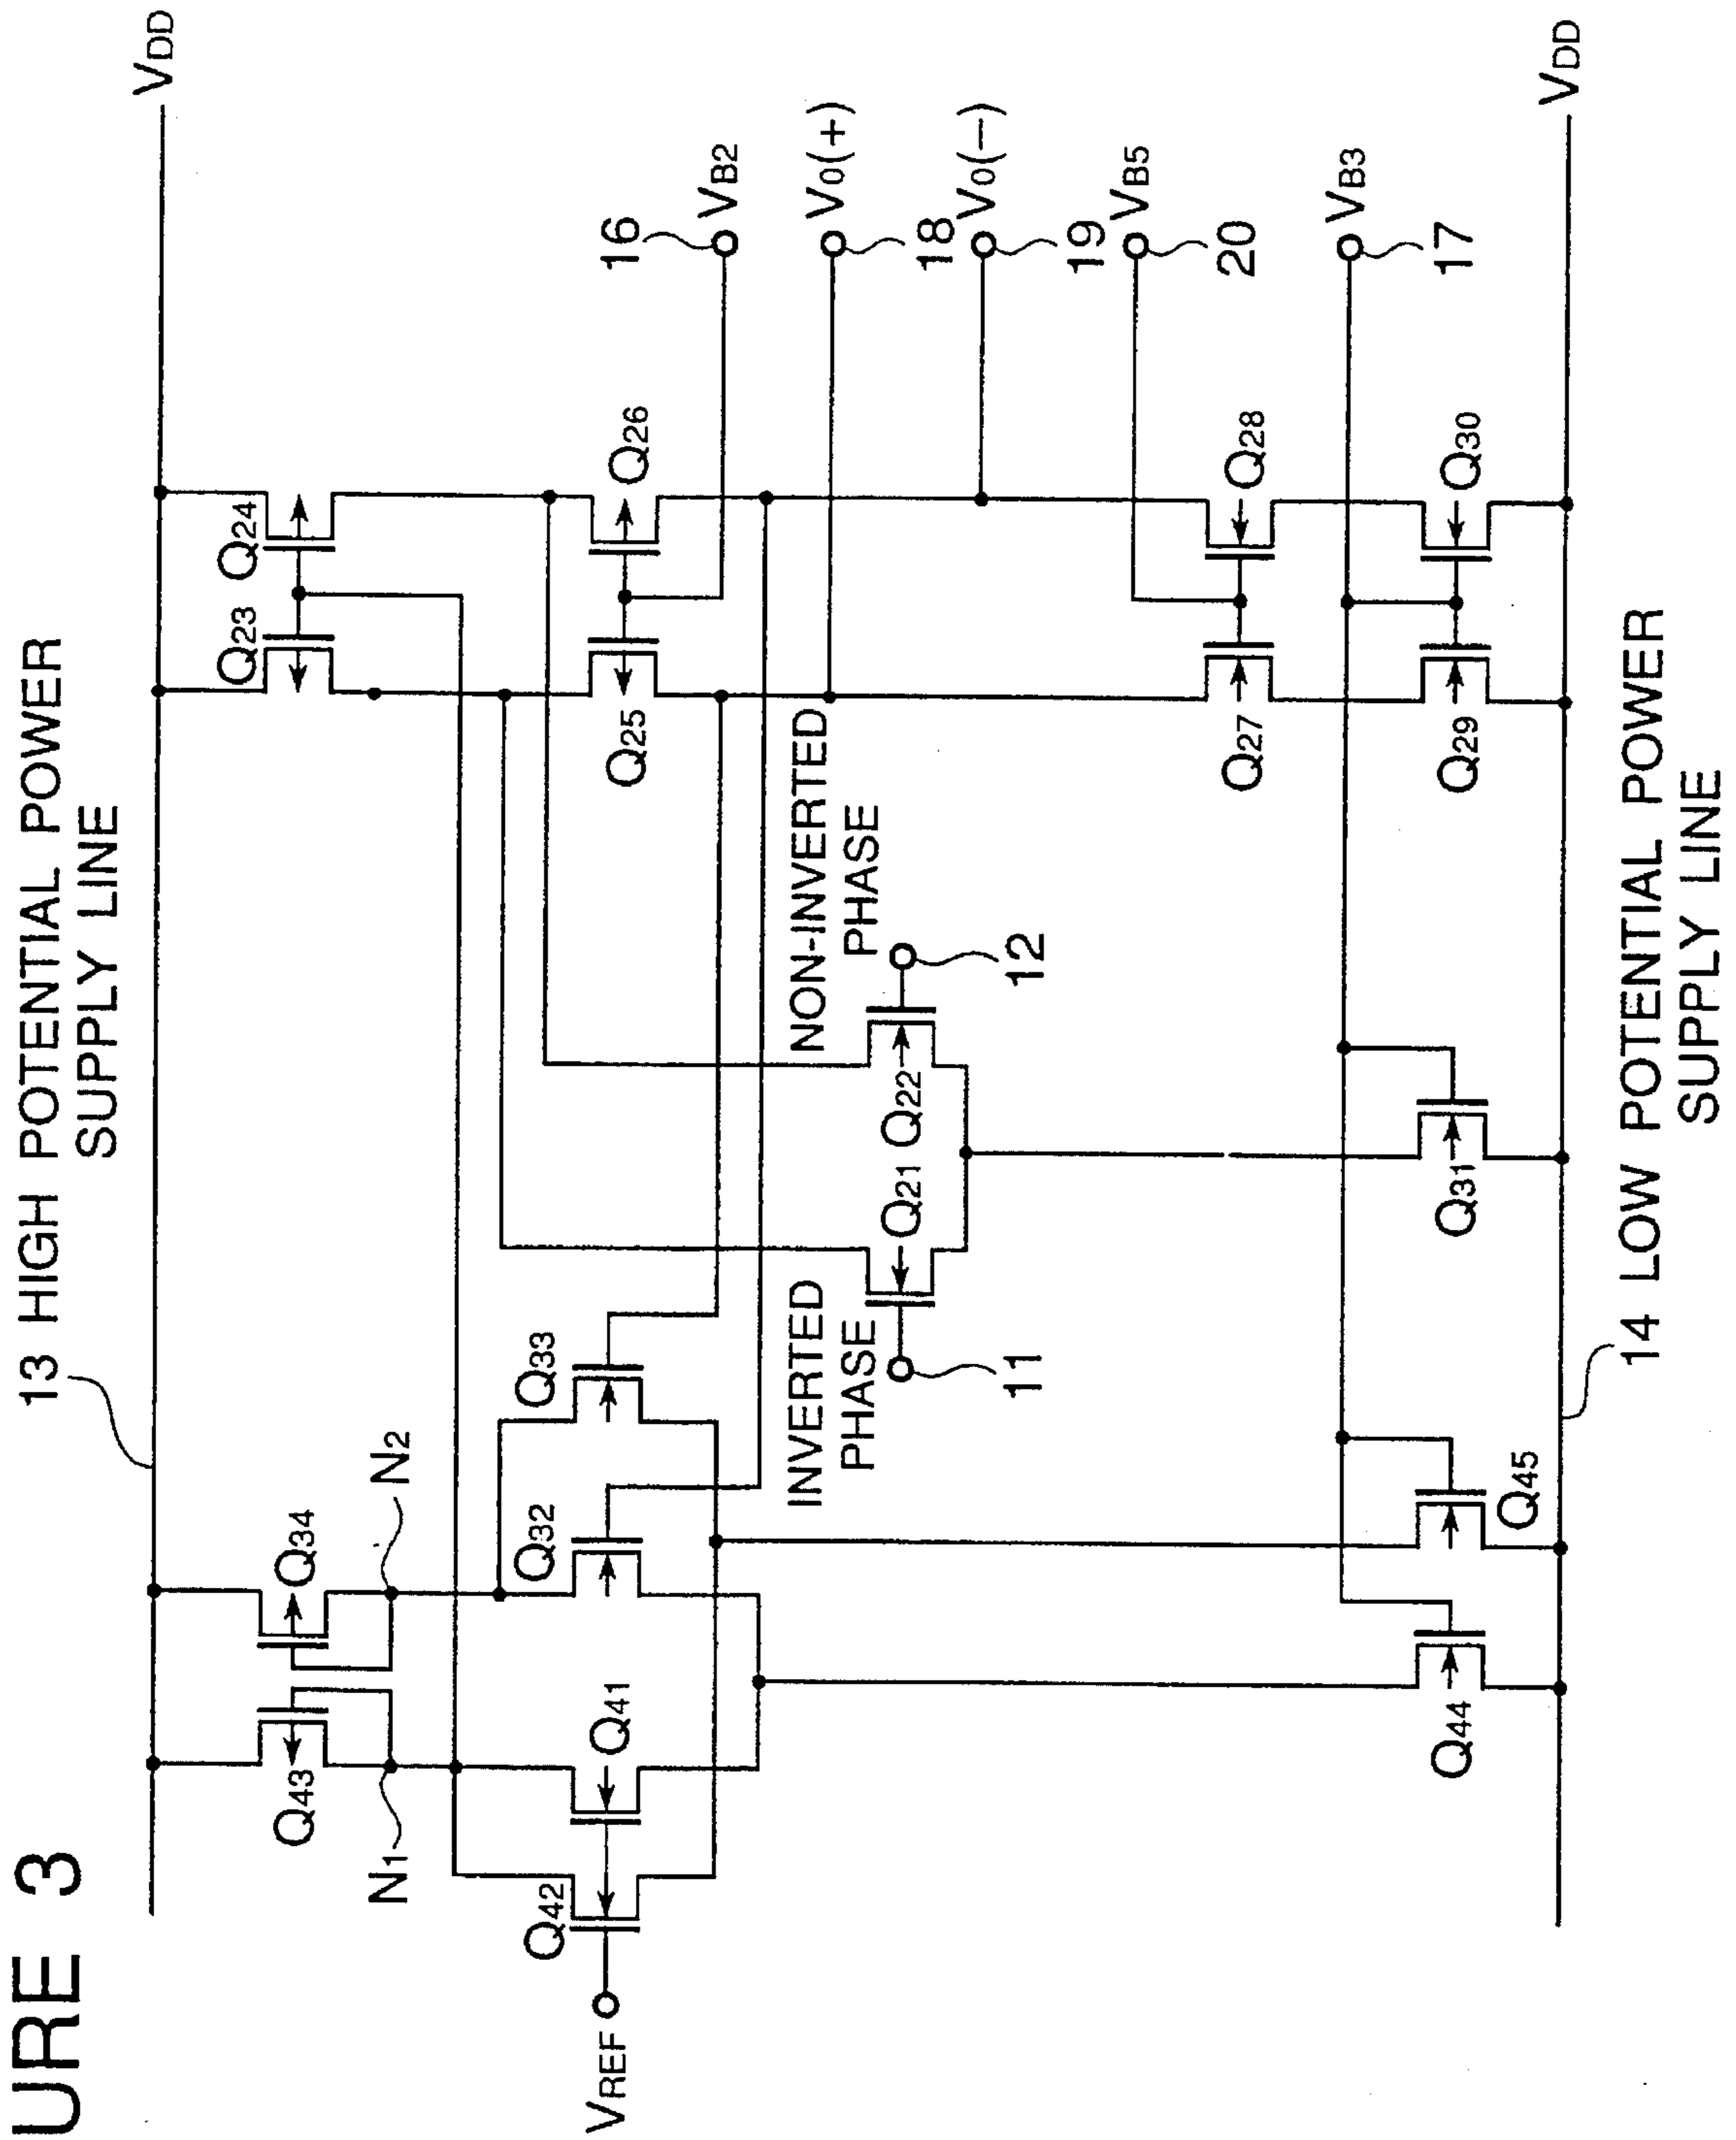 URE 3
13 HIGH POTENTIAL POWER
SUPPLY LINE
VDD
Q43
Q34
N1
N2
Q23
Q24
Q42
Q41
Q32
Q33
VREF
Q25
Q26
16
VB2
NON-INVERTED
PHASE
12
V0(+)
18
INVERTED
PHASE
11
Q21
Q22
V0(−)
19
Q27
Q28
VB5
20
Q44
Q45
Q31
Q29
Q30
VB3
17
14 LOW POTENTIAL POWER
SUPPLY LINE
VDD